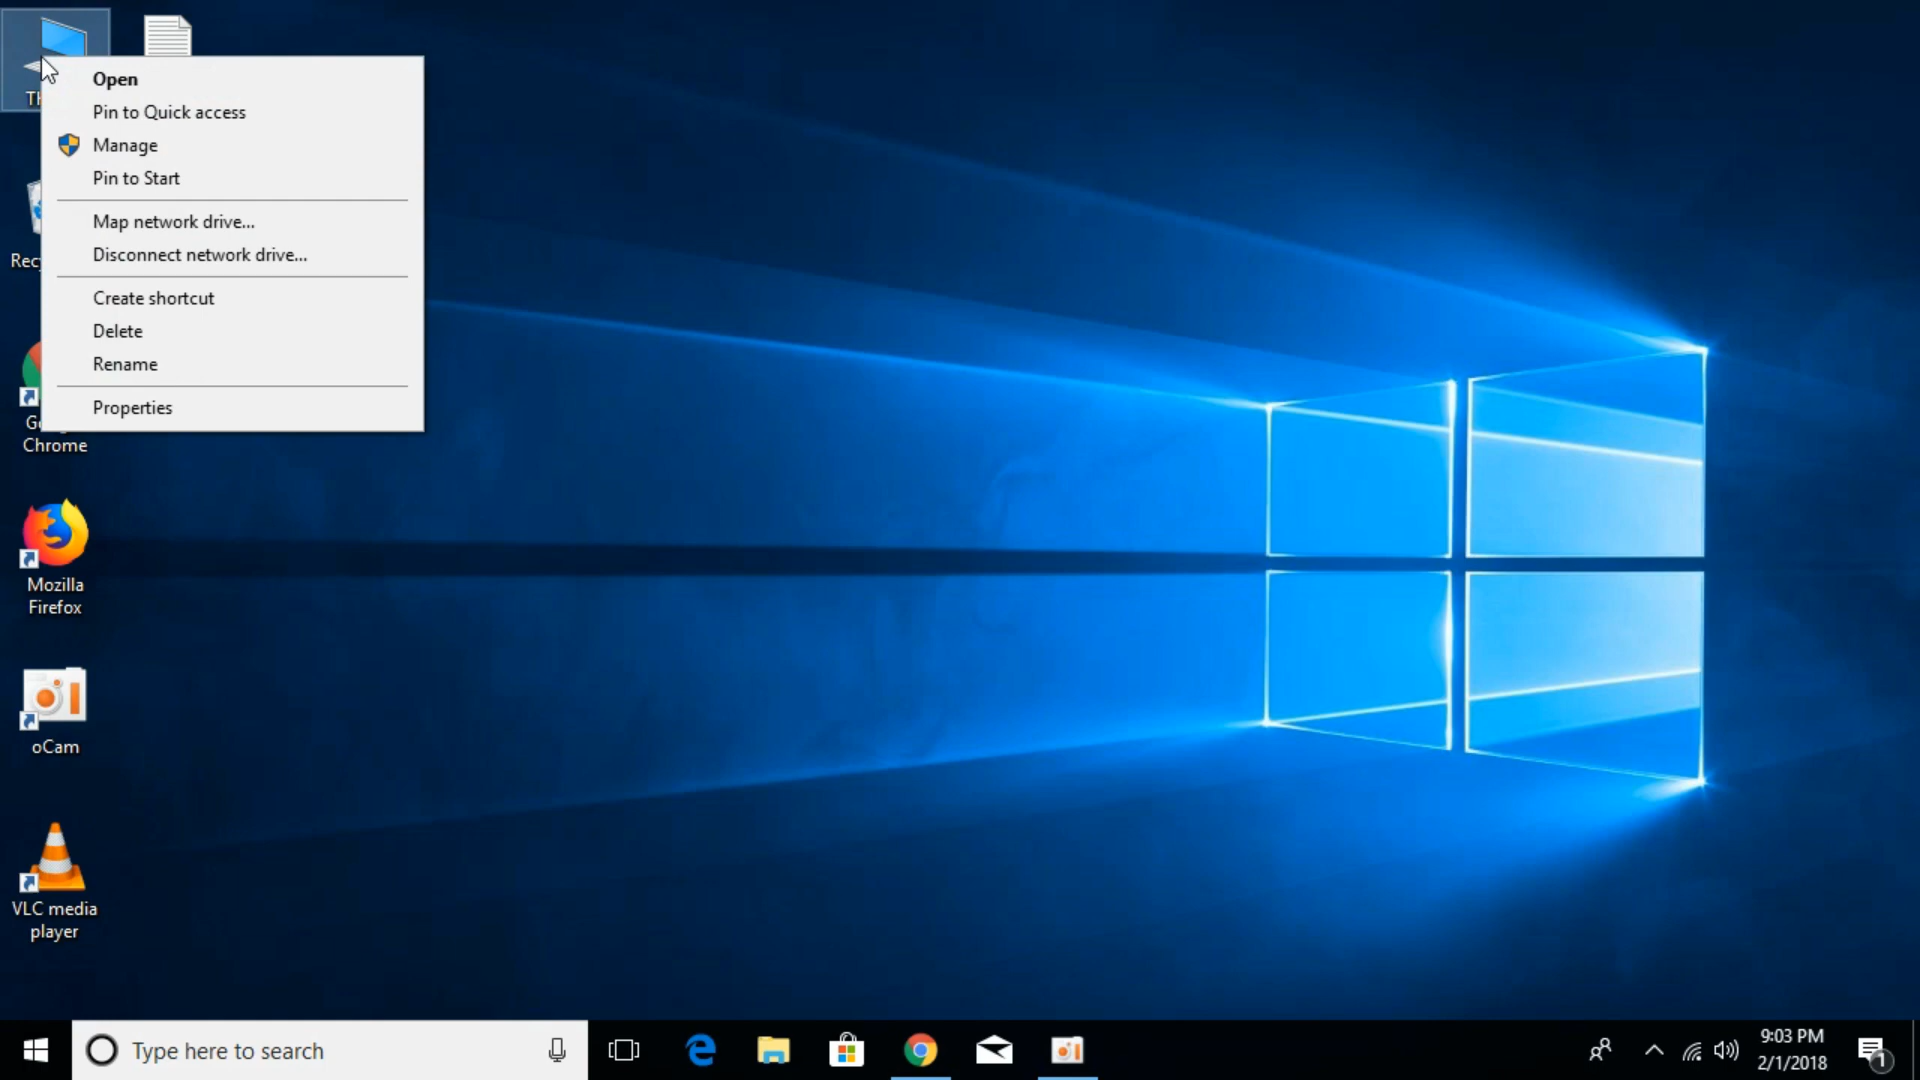 Open
Pin to Quick access
Manage
Pin to Start
Map network drive...
Disconnect network drive...
Create shortcut
Delete
Rename
Properties
Chrome
Mozilla
Firefox
oCam
VLC media
player
Type here to search
9:03 PM
2/1/2018
1